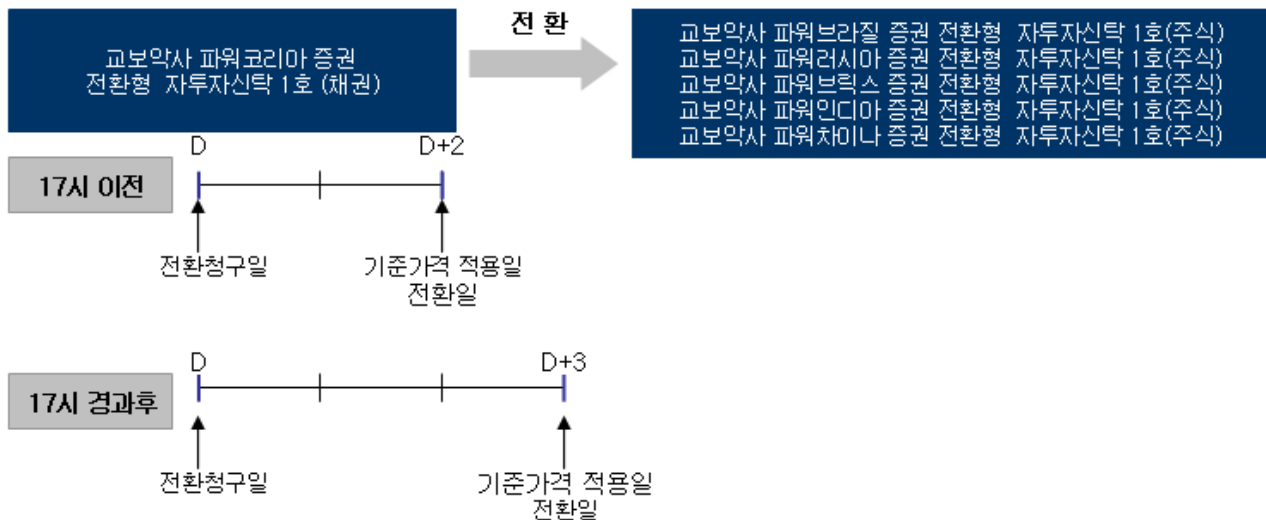 교보악사 파워코리아 증권
전환형 자투자신탁 1호 (채권)
전 환
교보악사 파워브라질 증권 전환형 자투자신탁 1호(주식)
교보악사 파워러시아 증권 전환형 자투자신탁 1호(주식)
교보악사 파워브릭스 증권 전환형 자투자신탁 1호(주식)
교보악사 파워인디아 증권 전환형 자투자신탁 1호(주식)
교보악사 파워차이나 증권 전환형 자투자신탁 1호(주식)
D
D+2
17시 이전
전환청구일
기준가격 적용일
전환일
D
D+3
17시 경과후
전환청구일
기준가격 적용일
전환일